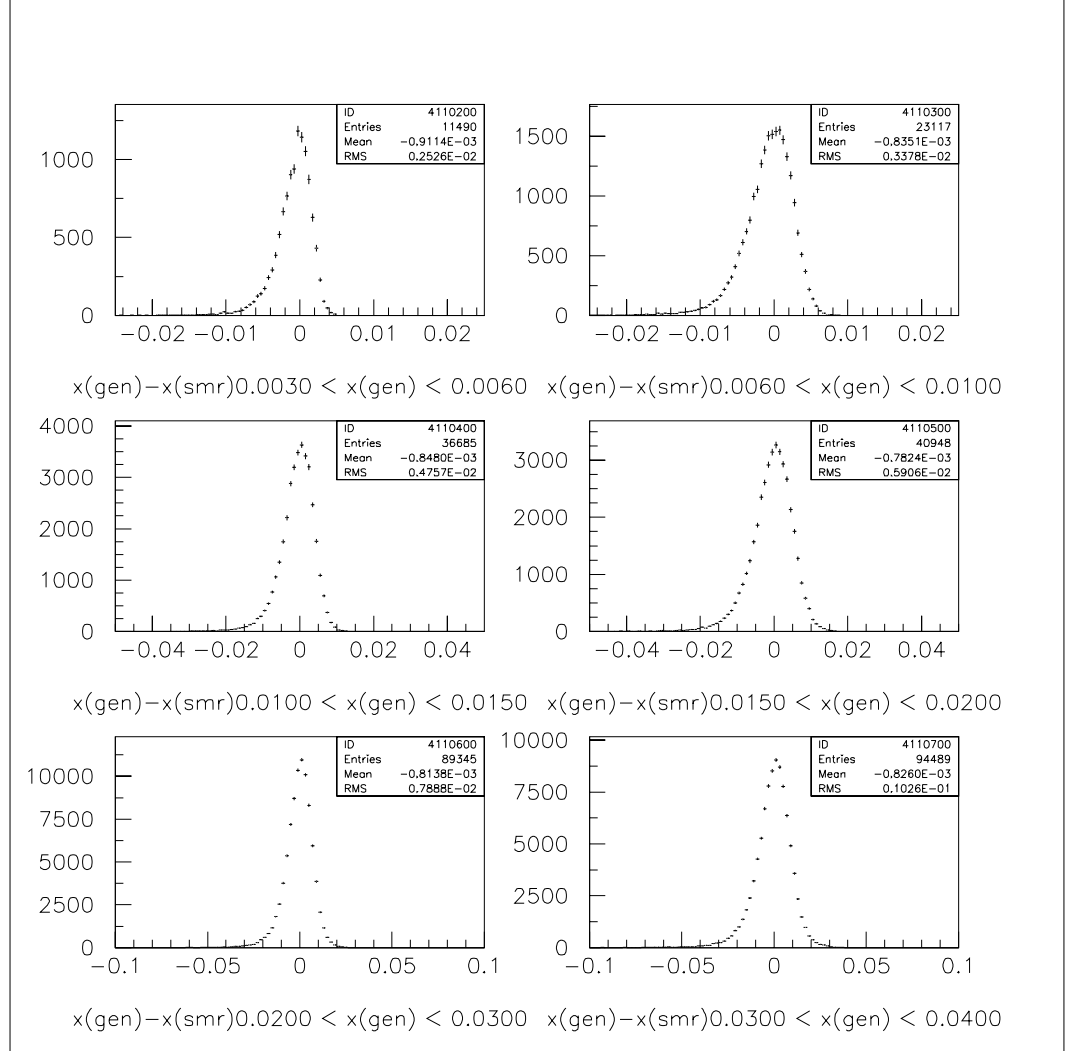 ID 4110200
Entries 11490
Mean -0.9114E-03
RMS 0.2526E-02
1000
500
0
-0.02 -0.01 0 0.01 0.02
x(gen)-x(smr)0.0030 < x(gen) < 0.0060
ID 4110300
Entries 23117
Mean -0.8351E-03
RMS 0.3378E-02
1500
1000
500
0
-0.02 -0.01 0 0.01 0.02
x(gen)-x(smr)0.0060 < x(gen) < 0.0100
ID 4110400
Entries 36685
Mean -0.8480E-03
RMS 0.4757E-02
4000
3000
2000
1000
0
-0.04 -0.02 0 0.02 0.04
x(gen)-x(smr)0.0100 < x(gen) < 0.0150
ID 4110500
Entries 40948
Mean -0.7824E-03
RMS 0.5906E-02
3000
2000
1000
0
-0.04 -0.02 0 0.02 0.04
x(gen)-x(smr)0.0150 < x(gen) < 0.0200
ID 4110600
Entries 89345
Mean -0.8138E-03
RMS 0.7888E-02
10000
7500
5000
2500
0
-0.1 -0.05 0 0.05 0.1
x(gen)-x(smr)0.0200 < x(gen) < 0.0300
ID 4110700
Entries 94489
Mean -0.8260E-03
RMS 0.1026E-01
10000
7500
5000
2500
0
-0.1 -0.05 0 0.05 0.1
x(gen)-x(smr)0.0300 < x(gen) < 0.0400